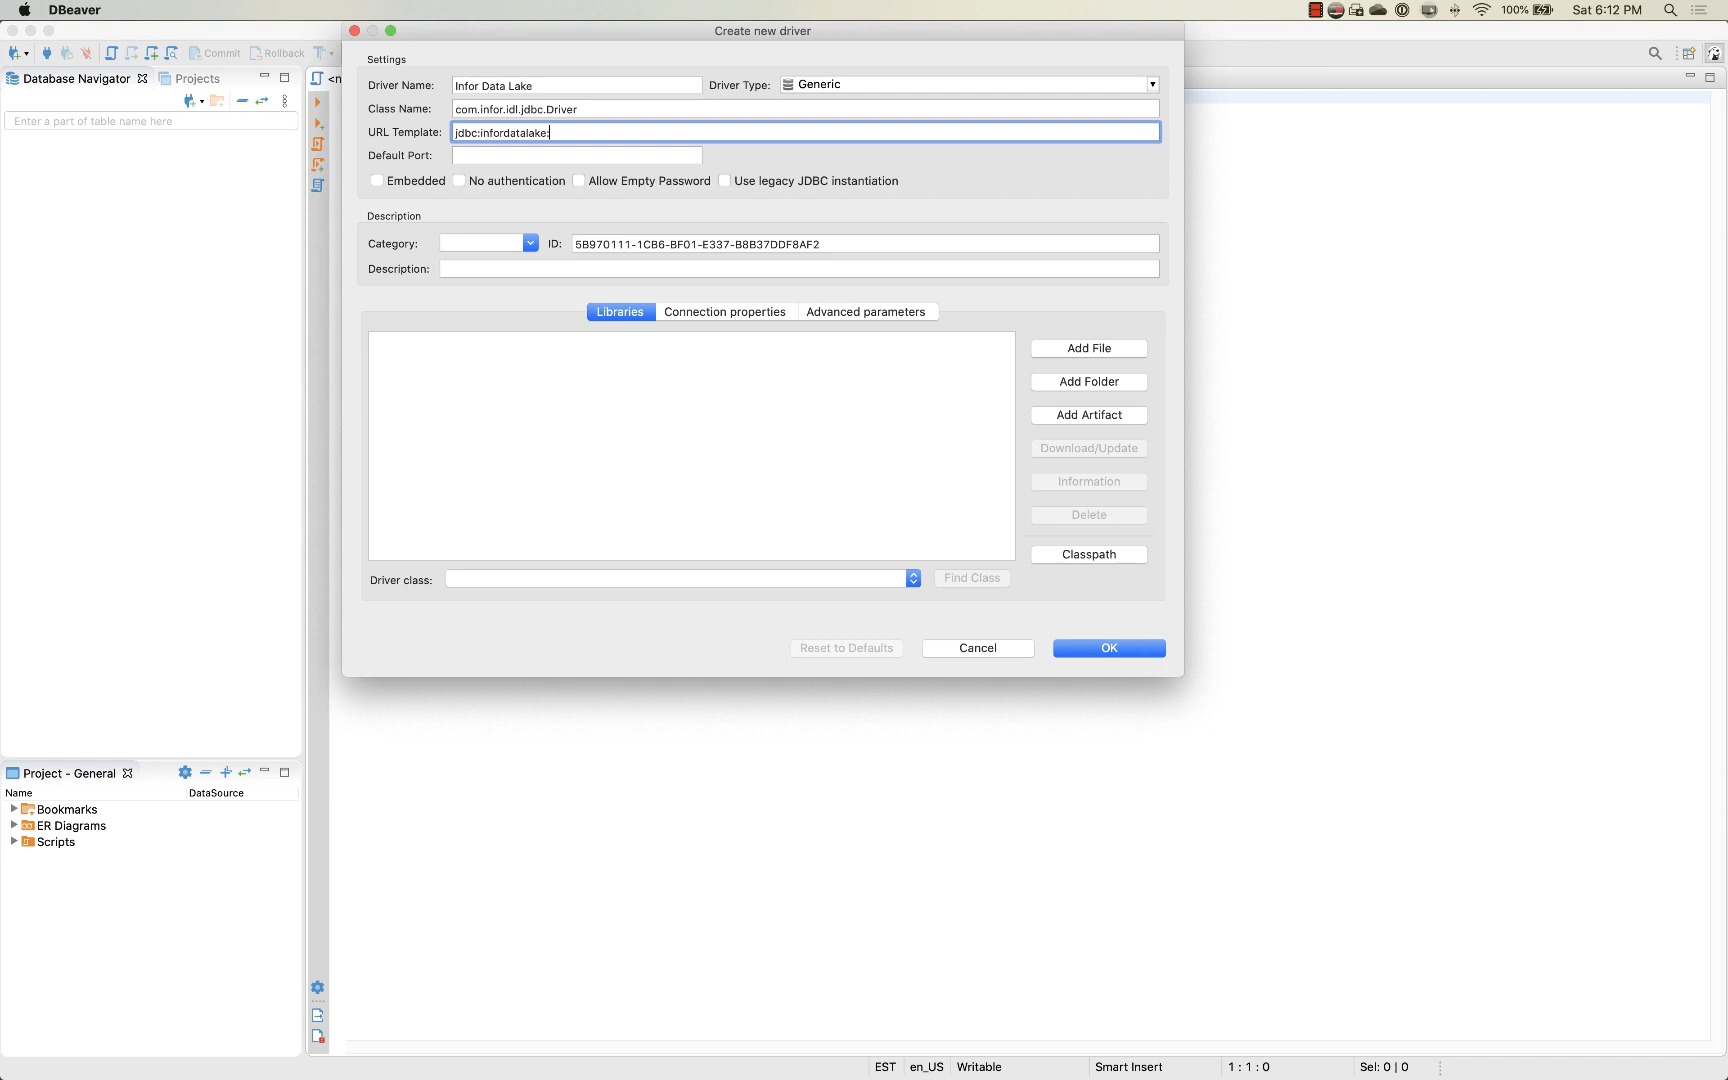 DBeaver
100%
Sat 6:12 PM
Create new driver
Commit
Rollback
Settings
Database Navigator
Projects
<n
Driver Name:
Infor Data Lake
Driver Type:
Generic
Class Name:
com.infor.idl.jdbc.Driver
Enter a part of table name here
URL Template:
jdbc:infordatalake:
Default Port:
Embedded
No authentication
Allow Empty Password
Use legacy JDBC instantiation
Description
Category:
ID:
5B970111-1CB6-BF01-E337-B8B37DDF8AF2
Description:
Libraries
Connection properties
Advanced parameters
Add File
Add Folder
Add Artifact
Download/Update
Information
Delete
Classpath
Driver class:
Find Class
Reset to Defaults
Cancel
OK
Project - General
Name
DataSource
Bookmarks
ER Diagrams
Scripts
EST
en_US
Writable
Smart Insert
1 : 1 : 0
Sel: 0 | 0